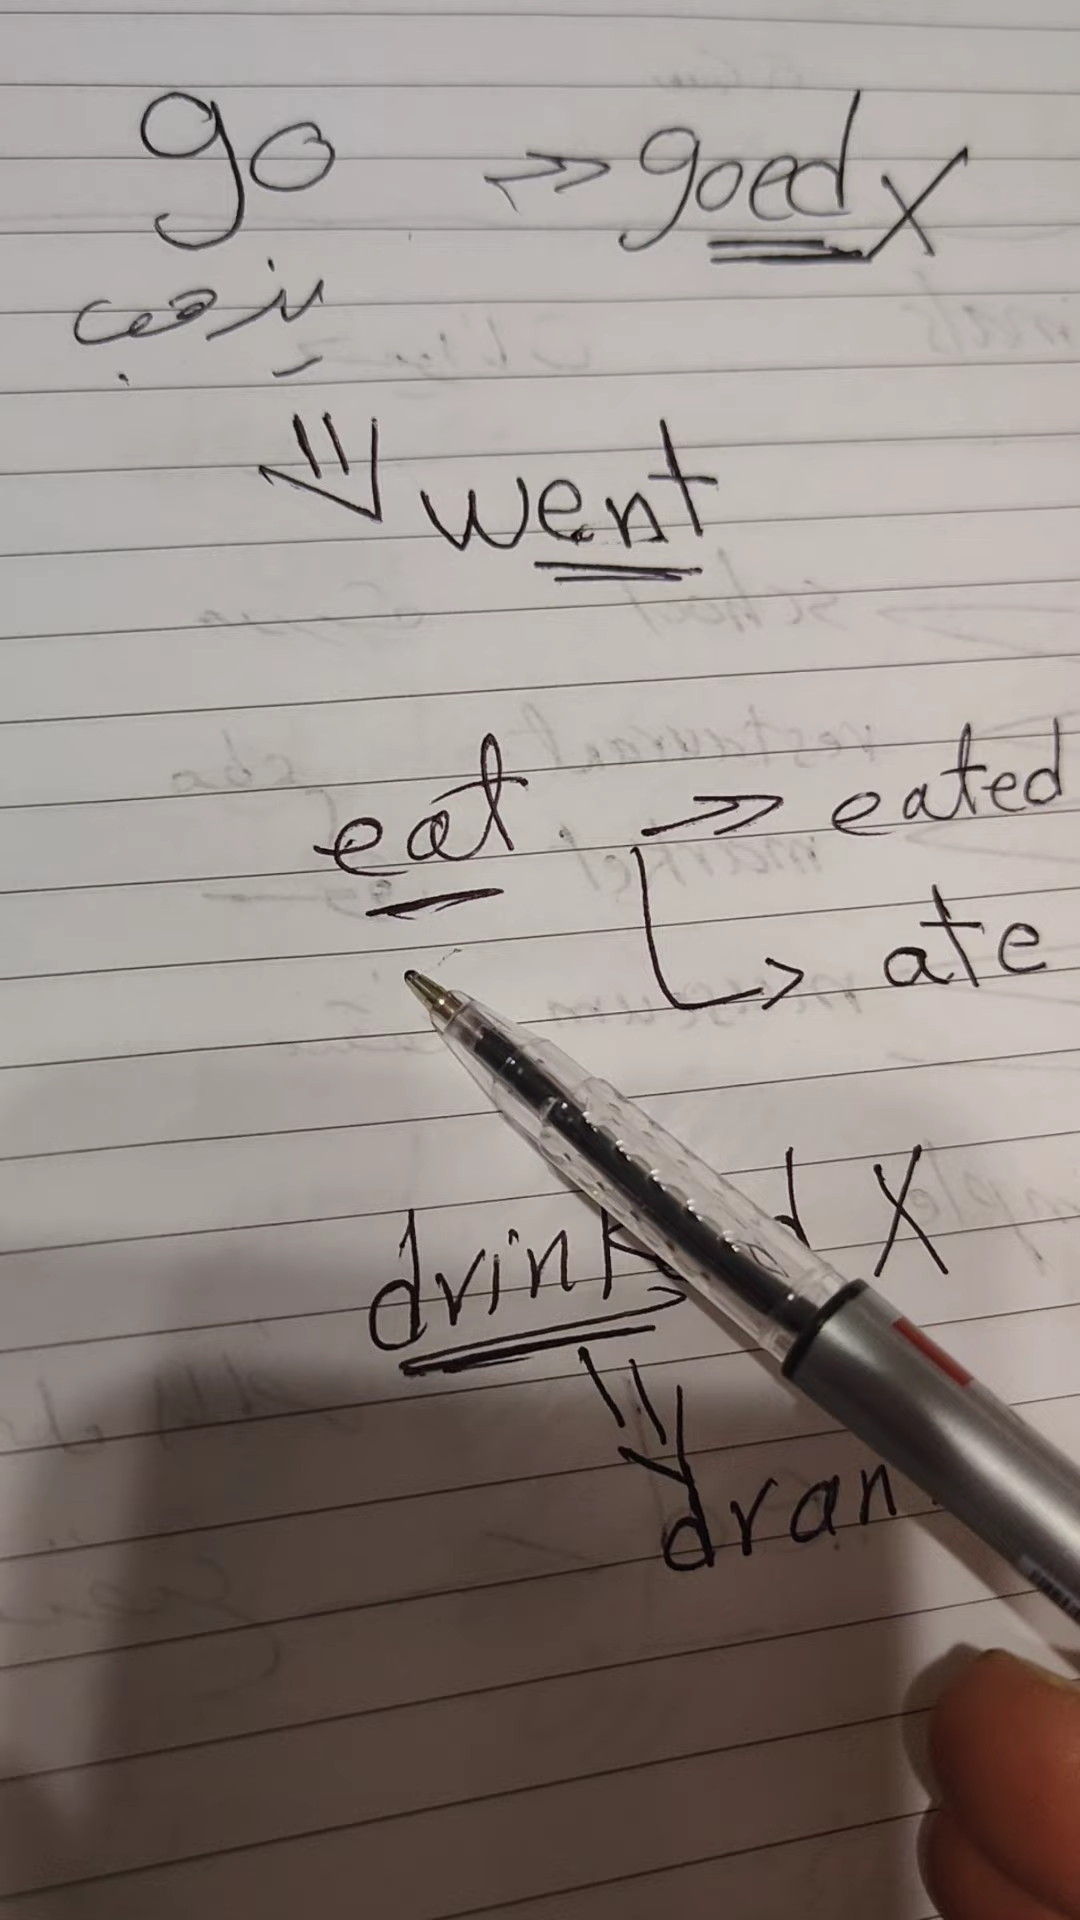 go => goed X
يذهب
went
eat => eated
ate
drink d X
dran